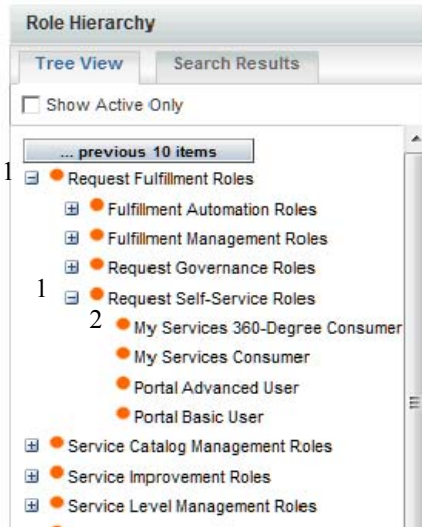 Role Hierarchy
Tree View Search Results
Show Active Only
... previous 10 items
1 Request Fulfillment Roles
Fulfillment Automation Roles
Fulfillment Management Roles
Request Governance Roles
1 Request Self-Service Roles
2 My Services 360-Degree Consumer
My Services Consumer
Portal Advanced User
Portal Basic User
Service Catalog Management Roles
Service Improvement Roles
Service Level Management Roles